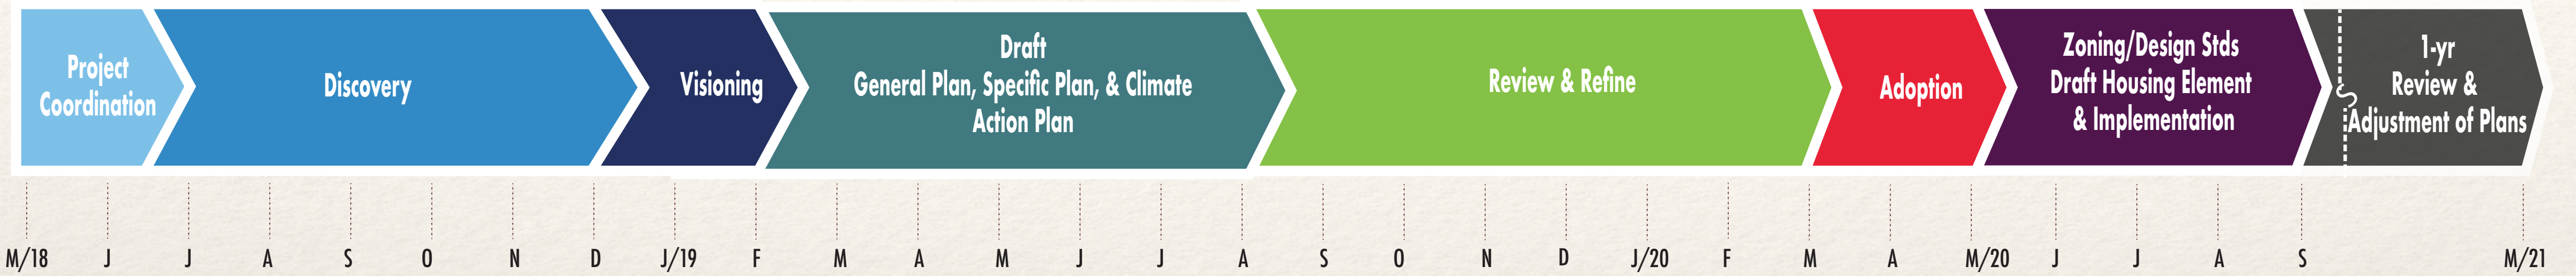 Project
Coordination
Discovery
Visioning
Draft
General Plan, Specific Plan, & Climate
Action Plan
Review & Refine
Adoption
Zoning/Design Stds
Draft Housing Element
& Implementation
1-yr
Review &
Adjustment of Plans
M/18 J J A S O N D J/19 F M A M J J A S O N D J/20 F M A M/20 J J A S M/21